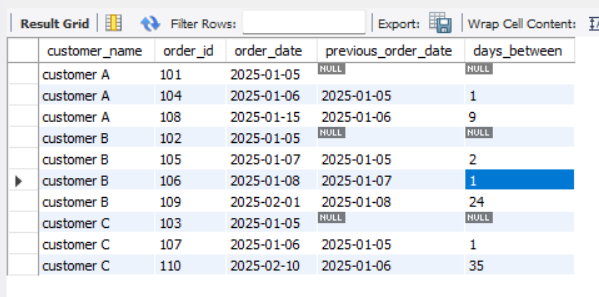 Result Grid Filter Rows: Export: Wrap Cell Content:
customer_name order_id order_date previous_order_date days_between
customer A 101 2025-01-05 NULL NULL
customer A 104 2025-01-06 2025-01-05 1
customer A 108 2025-01-15 2025-01-06 9
customer B 102 2025-01-05 NULL NULL
customer B 105 2025-01-07 2025-01-05 2
customer B 106 2025-01-08 2025-01-07 1
customer B 109 2025-02-01 2025-01-08 24
customer C 103 2025-01-05 NULL NULL
customer C 107 2025-01-06 2025-01-05 1
customer C 110 2025-02-10 2025-01-06 35